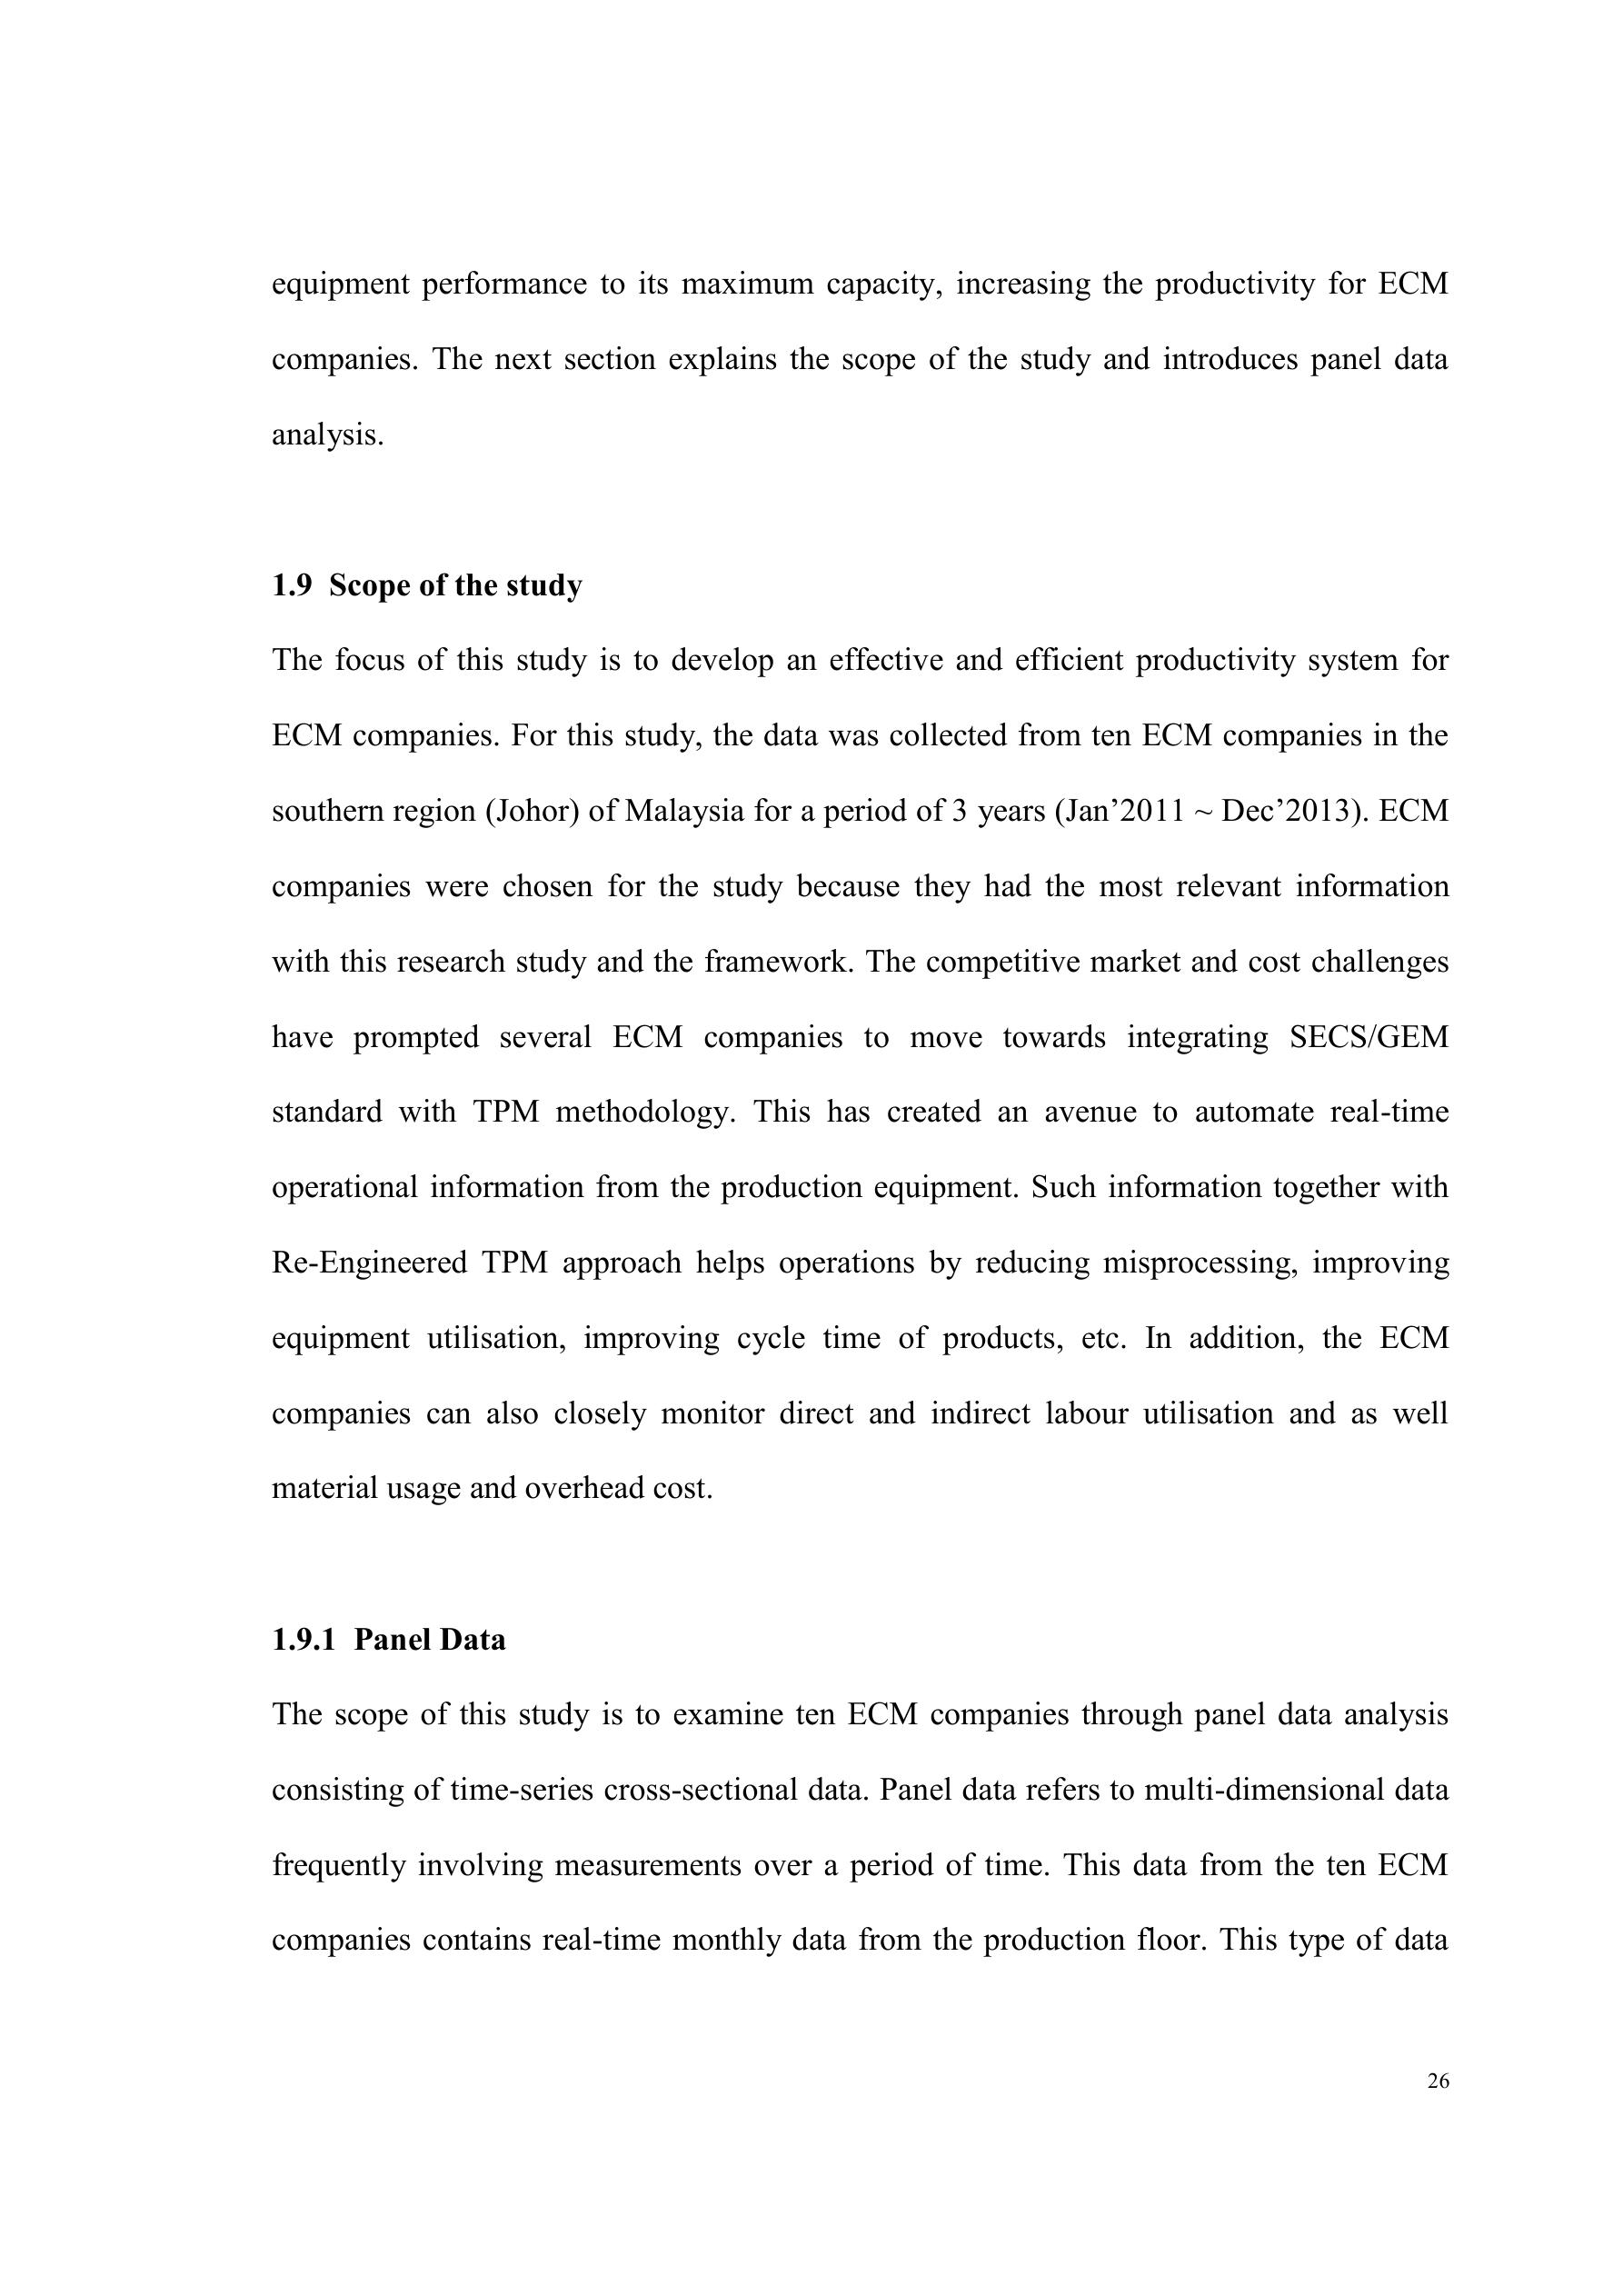 equipment performance to its maximum capacity, increasing the productivity for ECM
companies. The next section explains the scope of the study and introduces panel data
analysis.
1.9 Scope of the study
The focus of this study is to develop an effective and efficient productivity system for
ECM companies. For this study, the data was collected from ten ECM companies in the
southern region (Johor) of Malaysia for a period of 3 years (Jan’2011 ~ Dec’2013). ECM
companies were chosen for the study because they had the most relevant information
with this research study and the framework. The competitive market and cost challenges
have prompted several ECM companies to move towards integrating SECS/GEM
standard with TPM methodology. This has created an avenue to automate real-time
operational information from the production equipment. Such information together with
Re-Engineered TPM approach helps operations by reducing misprocessing, improving
equipment utilisation, improving cycle time of products, etc. In addition, the ECM
companies can also closely monitor direct and indirect labour utilisation and as well
material usage and overhead cost.
1.9.1 Panel Data
The scope of this study is to examine ten ECM companies through panel data analysis
consisting of time-series cross-sectional data. Panel data refers to multi-dimensional data
frequently involving measurements over a period of time. This data from the ten ECM
companies contains real-time monthly data from the production floor. This type of data
26